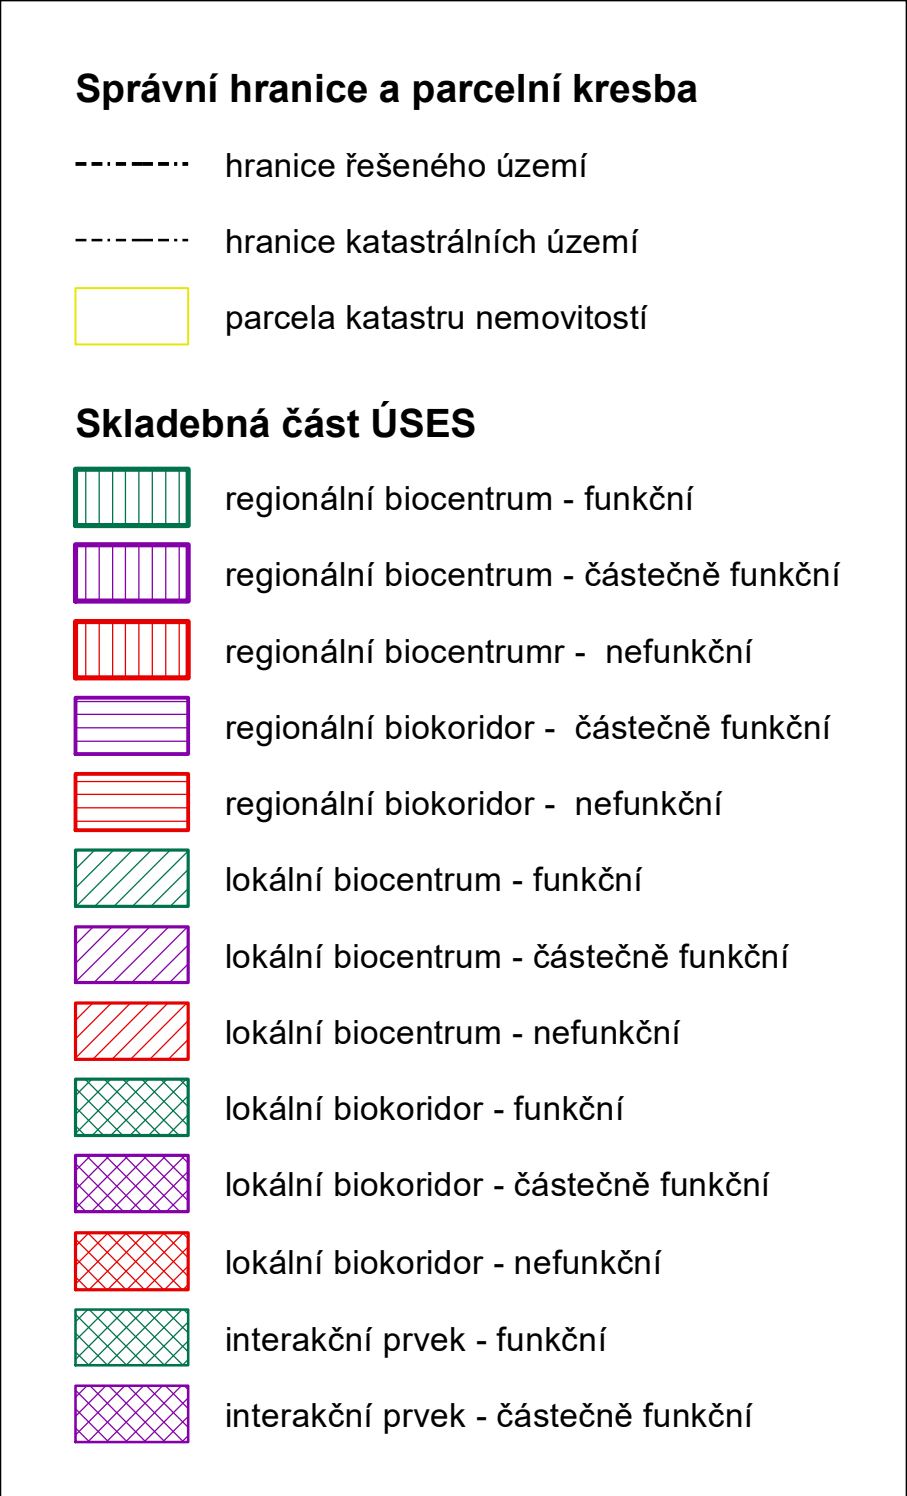 Správní hranice a parcelní kresba
hranice řešeného území
hranice katastrálních území
parcela katastru nemovitostí
Skladebná část ÚSES
regionální biocentrum - funkční
regionální biocentrum - částečně funkční
regionální biocentrumr -  nefunkční
regionální biokoridor -  částečně funkční
regionální biokoridor -  nefunkční
lokální biocentrum - funkční
lokální biocentrum - částečně funkční
lokální biocentrum - nefunkční
lokální biokoridor - funkční
lokální biokoridor - částečně funkční
lokální biokoridor - nefunkční
interakční prvek - funkční
interakční prvek - částečně funkční